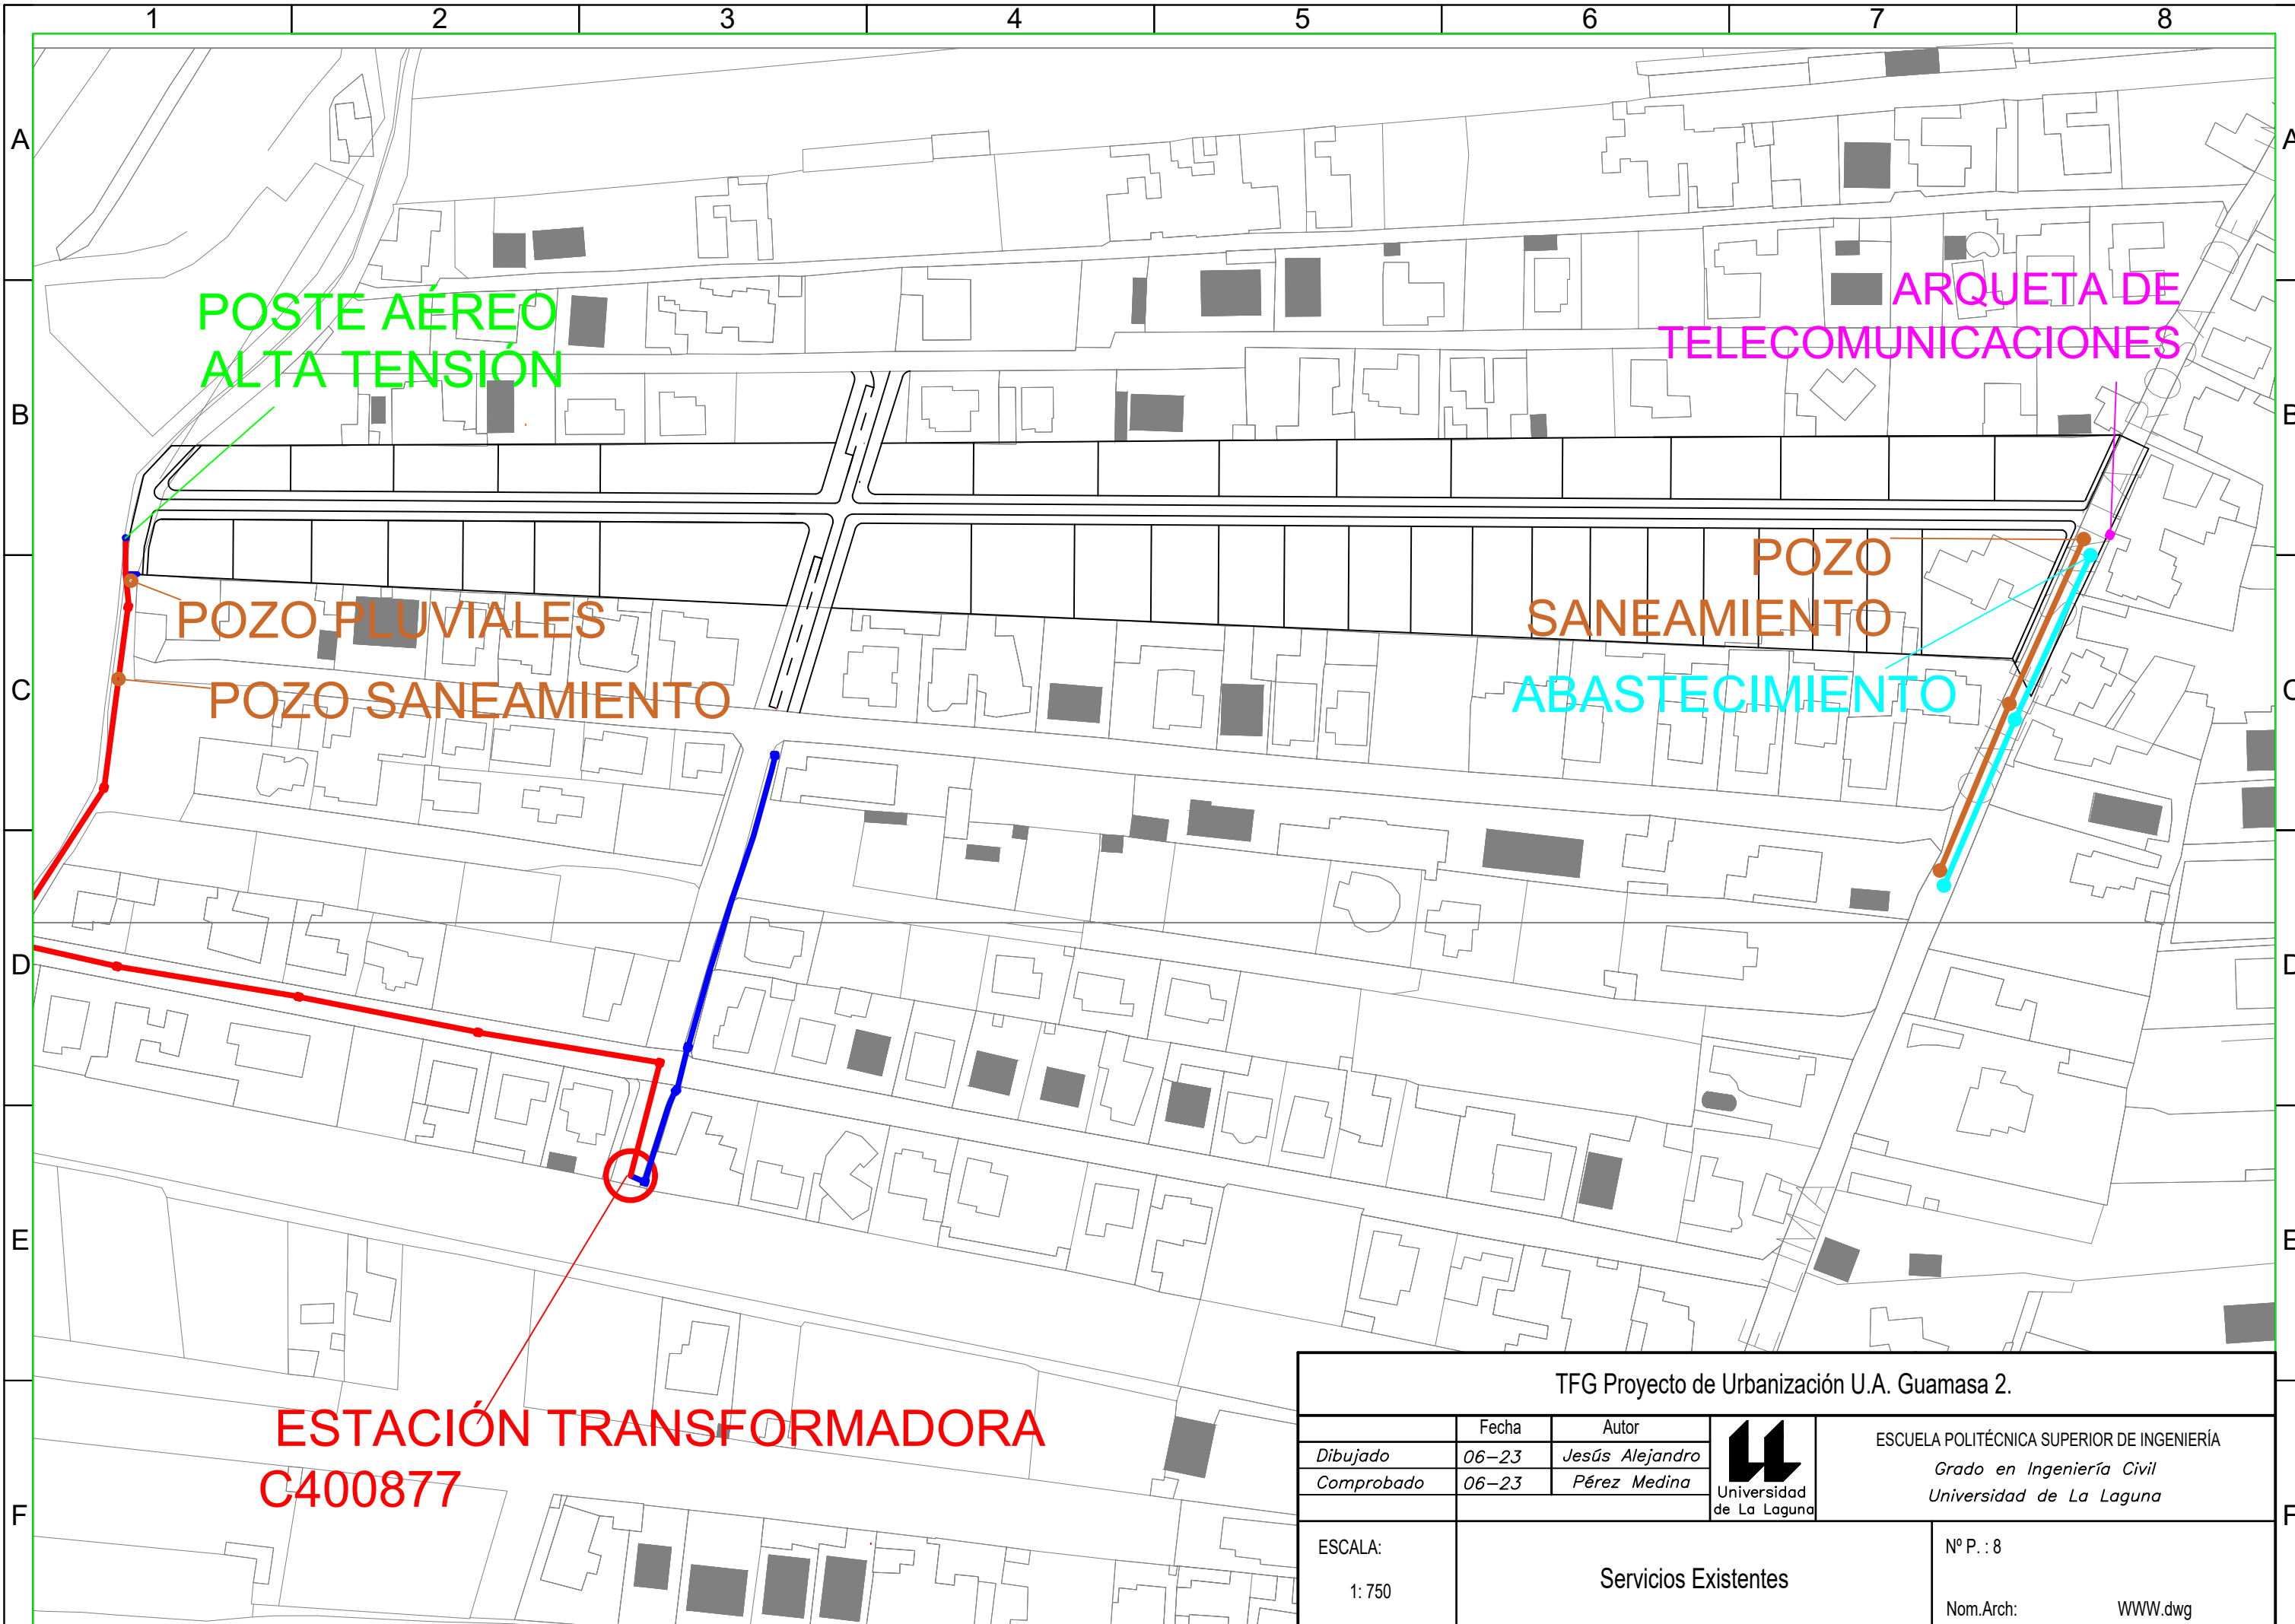 1 2 3 4 5 6 7 8
A A
POSTE AÉREO
ALTA TENSIÓN
ARQUETA DE
TELECOMUNICACIONES
B B
POZO PLUVIALES
POZO SANEAMIENTO
POZO
SANEAMIENTO
ABASTECIMIENTO
C C
D D
E E
ESTACIÓN TRANSFORMADORA
C400877
F F
TFG Proyecto de Urbanización U.A. Guamasa 2.
Fecha Autor
Dibujado 06-23 Jesús Alejandro
Comprobado 06-23 Pérez Medina
Universidad
de La Laguna
ESCUELA POLITÉCNICA SUPERIOR DE INGENIERÍA
Grado en Ingeniería Civil
Universidad de La Laguna
ESCALA:
1: 750
Servicios Existentes
Nº P. : 8
Nom.Arch: WWW.dwg